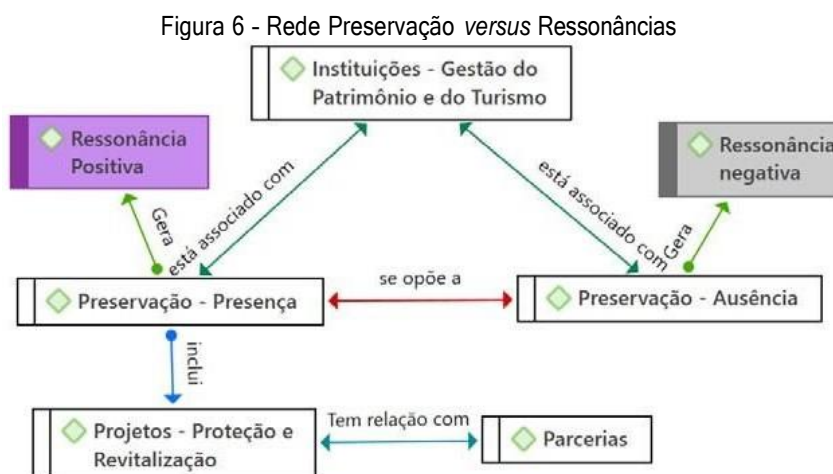 Figura 6 - Rede Preservação versus Ressonâncias
Instituições - Gestão do
Patrimônio e do Turismo
Ressonância
Positiva
Ressonância
negativa
Gera
está associado com
está associado com
Gera
Preservação - Presença
se opõe a
Preservação - Ausência
inclui
Projetos - Proteção e
Revitalização
Tem relação com
Parcerias